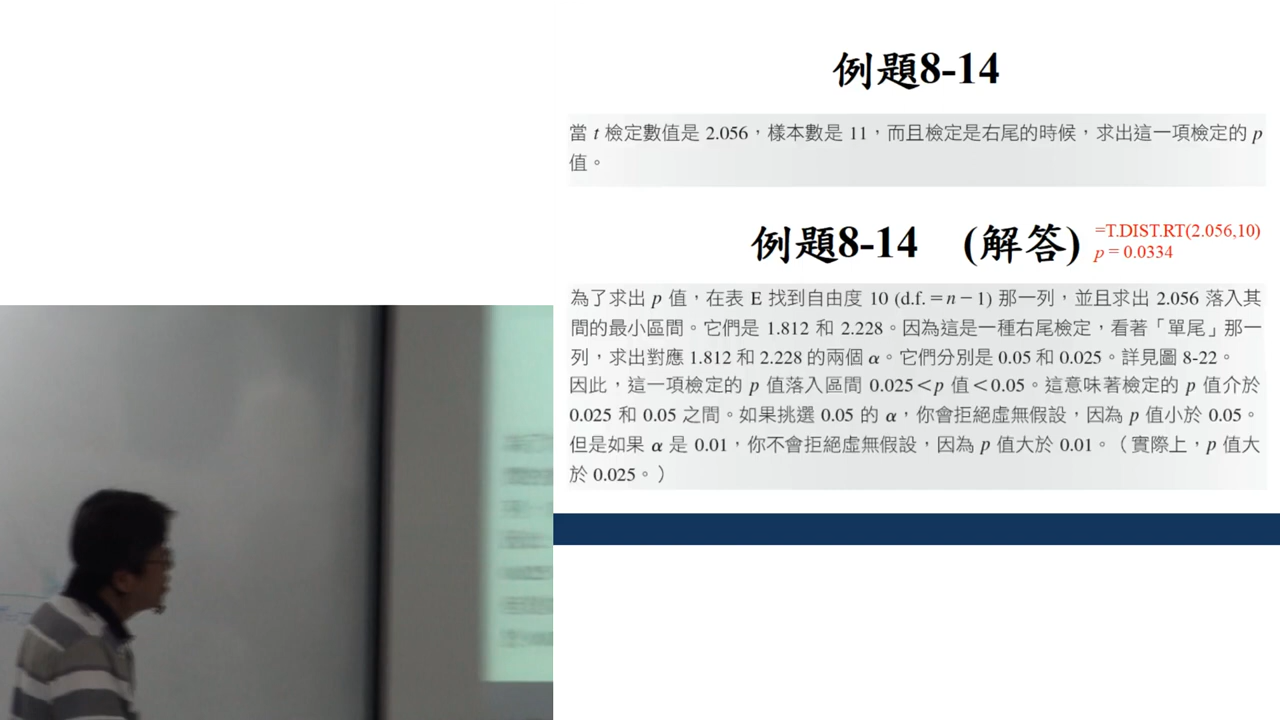 例題8-14
當 t 檢定數值是 2.056，樣本數是 11，而且檢定是右尾的時候，求出這一項檢定的 p
值。
例題8-14 (解答)
=T.DIST.RT(2.056,10)
p = 0.0334
為了求出 p 值，在表 E 找到自由度 10 (d.f. = n − 1) 那一列，並且求出 2.056 落入其
間的最小區間。它們是 1.812 和 2.228。因為這是一種右尾檢定，看著「單尾」那一
列，求出對應 1.812 和 2.228 的兩個 α。它們分別是 0.05 和 0.025。詳見圖 8-22。
因此，這一項檢定的 p 值落入區間 0.025＜p 值＜0.05。這意味著檢定的 p 值介於
0.025 和 0.05 之間。如果挑選 0.05 的 α，你會拒絕虛無假設，因為 p 值小於 0.05。
但是如果 α 是 0.01，你不會拒絕虛無假設，因為 p 值大於 0.01。（實際上，p 值大
於 0.025。）